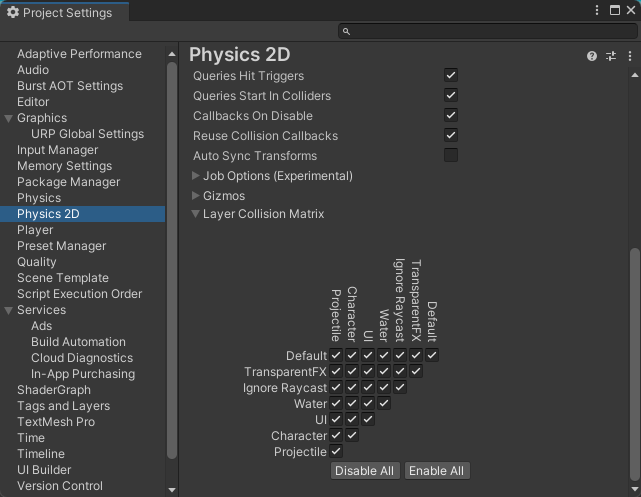 Project Settings
Adaptive Performance
Audio
Burst AOT Settings
Editor
Graphics
URP Global Settings
Input Manager
Memory Settings
Package Manager
Physics
Physics 2D
Player
Preset Manager
Quality
Scene Template
Script Execution Order
Services
Ads
Build Automation
Cloud Diagnostics
In-App Purchasing
ShaderGraph
Tags and Layers
TextMesh Pro
Time
Timeline
UI Builder
Version Control
Physics 2D
Queries Hit Triggers
Queries Start In Colliders
Callbacks On Disable
Reuse Collision Callbacks
Auto Sync Transforms
Job Options (Experimental)
Gizmos
Layer Collision Matrix
Projectile
Character
UI
Water
Ignore Raycast
TransparentFX
Default
Default
TransparentFX
Ignore Raycast
Water
UI
Character
Projectile
Disable All
Enable All